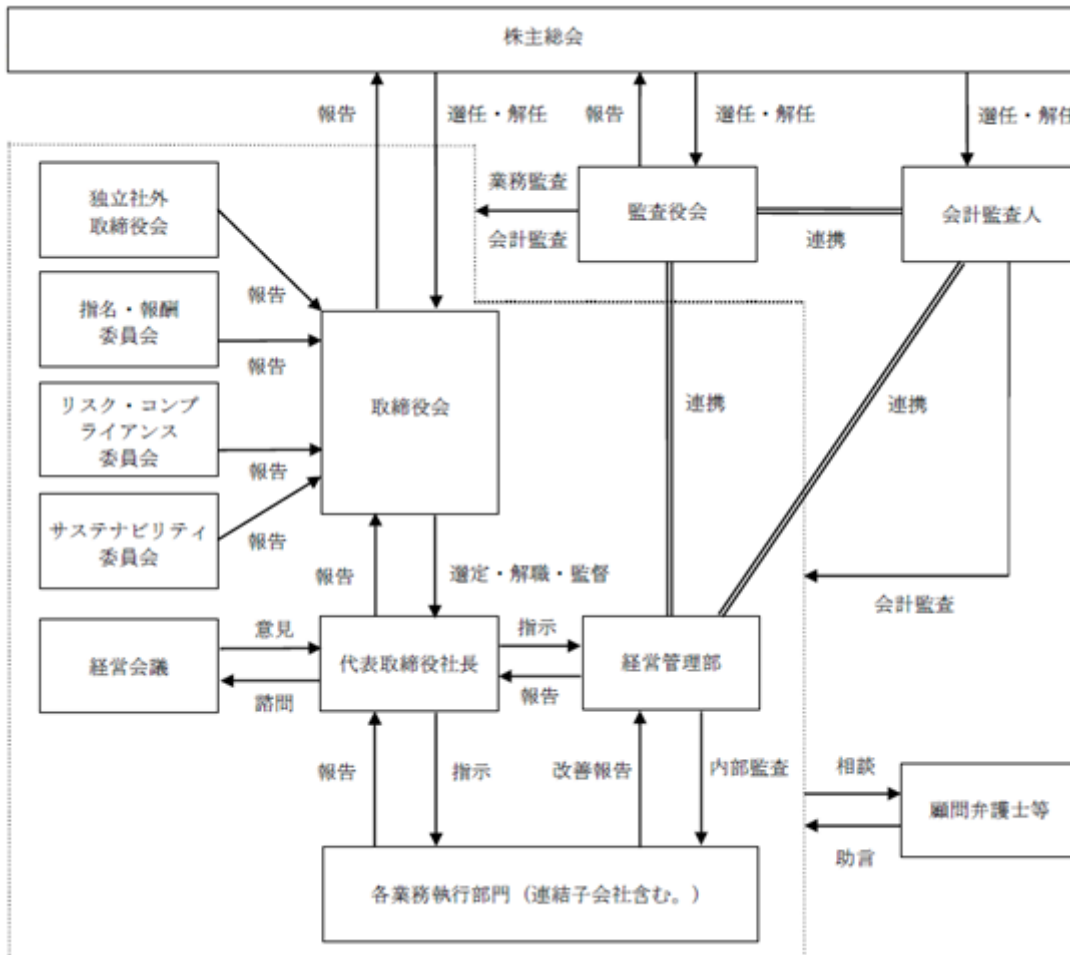 株主総会
報告
選任・解任
報告
選任・解任
選任・解任
独立社外
取締役会
業務監査
会計監査
監査役会
連携
会計監査人
報告
指名・報酬
委員会
報告
取締役会
連携
連携
リスク・コンプ
ライアンス
委員会
報告
サステナビリティ
委員会
報告
報告
選定・解職・監督
会計監査
経営会議
意見
諮問
代表取締役社長
指示
報告
経営管理部
報告
指示
改善報告
内部監査
相談
助言
顧問弁護士等
各業務執行部門（連結子会社含む。）